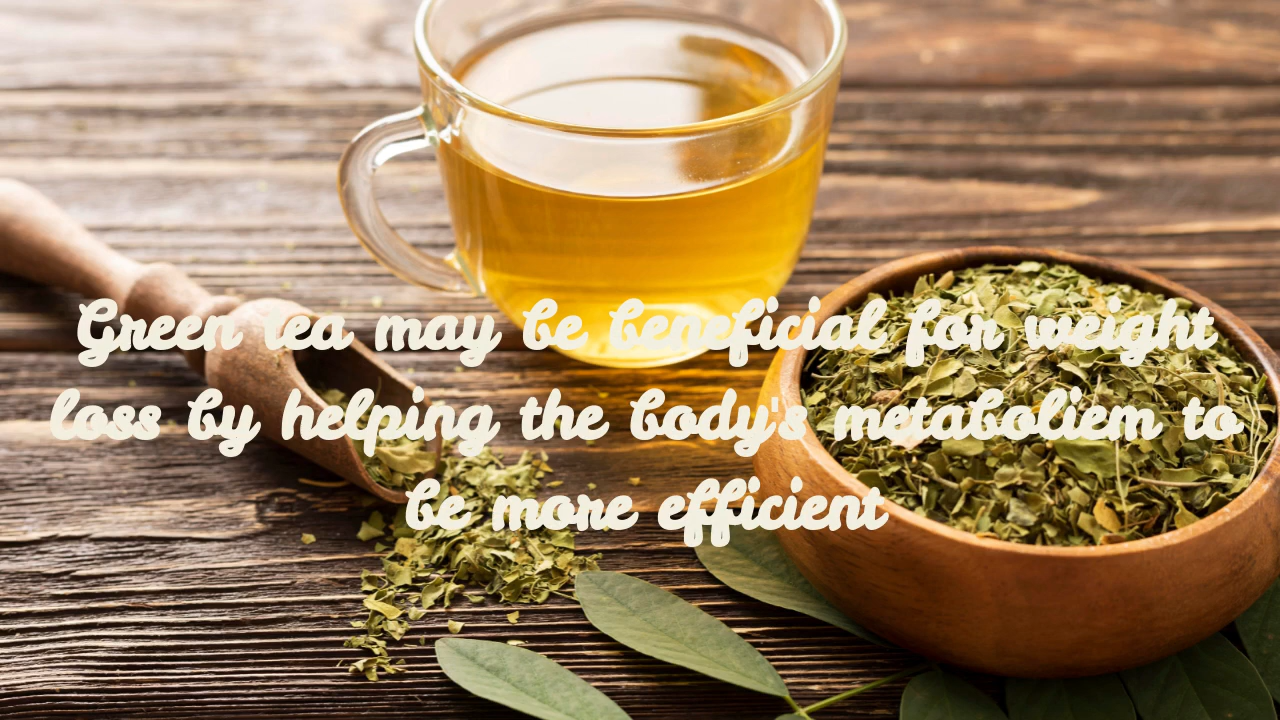 Green tea may be beneficial for weight
loss by helping the body's metaboliem to
be more efficient